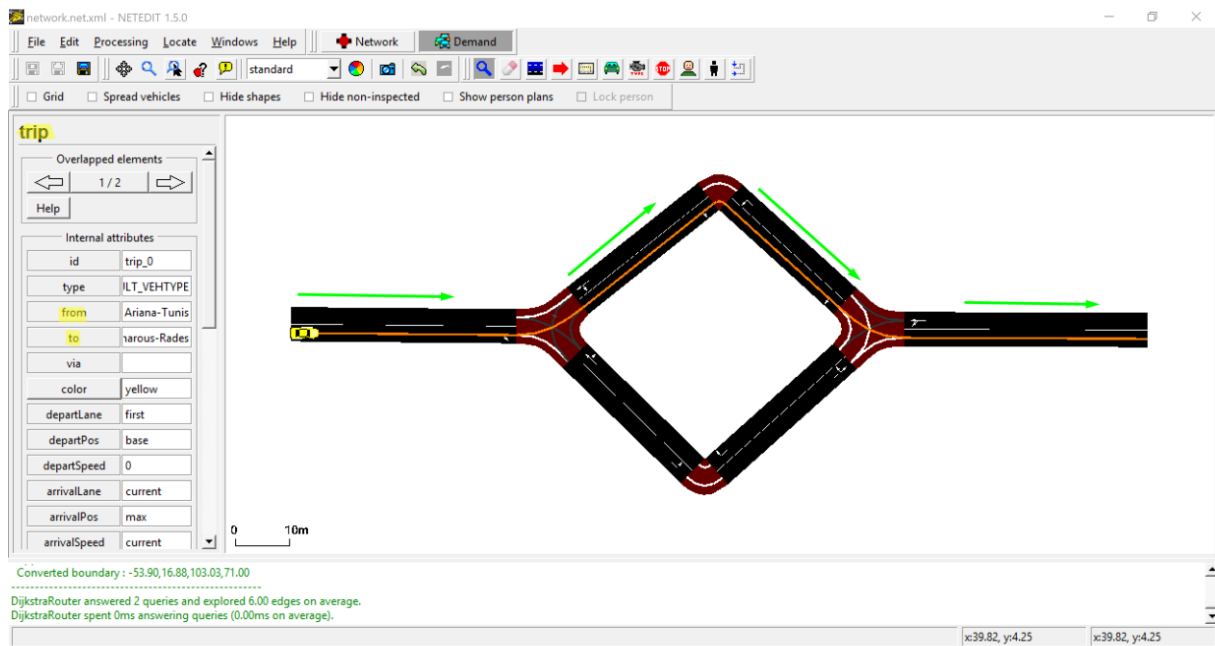 network.net.xml - NETEDIT 1.5.0
File Edit Processing Locate Windows Help Network Demand
standard
Grid Spread vehicles Hide shapes Hide non-inspected Show person plans Lock person
trip
Overlapped elements
1 / 2
Help
Internal attributes
id trip_0
type ILT_VEHTYPE
from Ariana-Tunis
to narous-Rades
via
color yellow
departLane first
departPos base
departSpeed 0
arrivalLane current
arrivalPos max
arrivalSpeed current
0 10m
Converted boundary : -53.90,16.88,103.03,71.00
DijkstraRouter answered 2 queries and explored 6.00 edges on average.
DijkstraRouter spent 0ms answering queries (0.00ms on average).
x:39.82, y:4.25 x:39.82, y:4.25